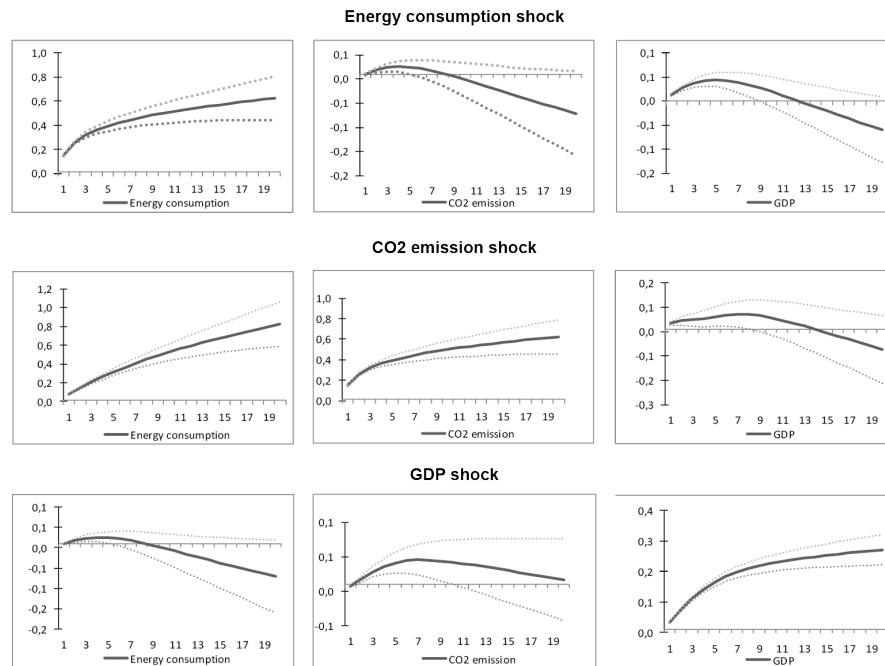 Energy consumption shock
1,0
0,8
0,6
0,4
0,2
0,0
1 3 5 7 9 11 13 15 17 19
Energy consumption
0,1
0,0
-0,1
-0,1
-0,2
-0,2
1 3 5 7 9 11 13 15 17 19
CO2 emission
0,1
0,1
0,0
-0,1
-0,1
-0,2
1 3 5 7 9 11 13 15 17 19
GDP
CO2 emission shock
1,2
1,0
0,8
0,6
0,4
0,2
0,0
1 3 5 7 9 11 13 15 17 19
Energy consumption
1,0
0,8
0,6
0,4
0,2
0,0
1 3 5 7 9 11 13 15 17 19
CO2 emission
0,2
0,1
0,0
-0,1
-0,2
-0,3
1 3 5 7 9 11 13 15 17 19
GDP
GDP shock
0,1
0,1
0,0
-0,1
-0,1
-0,2
-0,2
1 3 5 7 9 11 13 15 17 19
Energy consumption
0,1
0,1
0,0
-0,1
1 3 5 7 9 11 13 15 17 19
CO2 emission
0,4
0,3
0,2
0,1
0,0
1 3 5 7 9 11 13 15 17 19
GDP